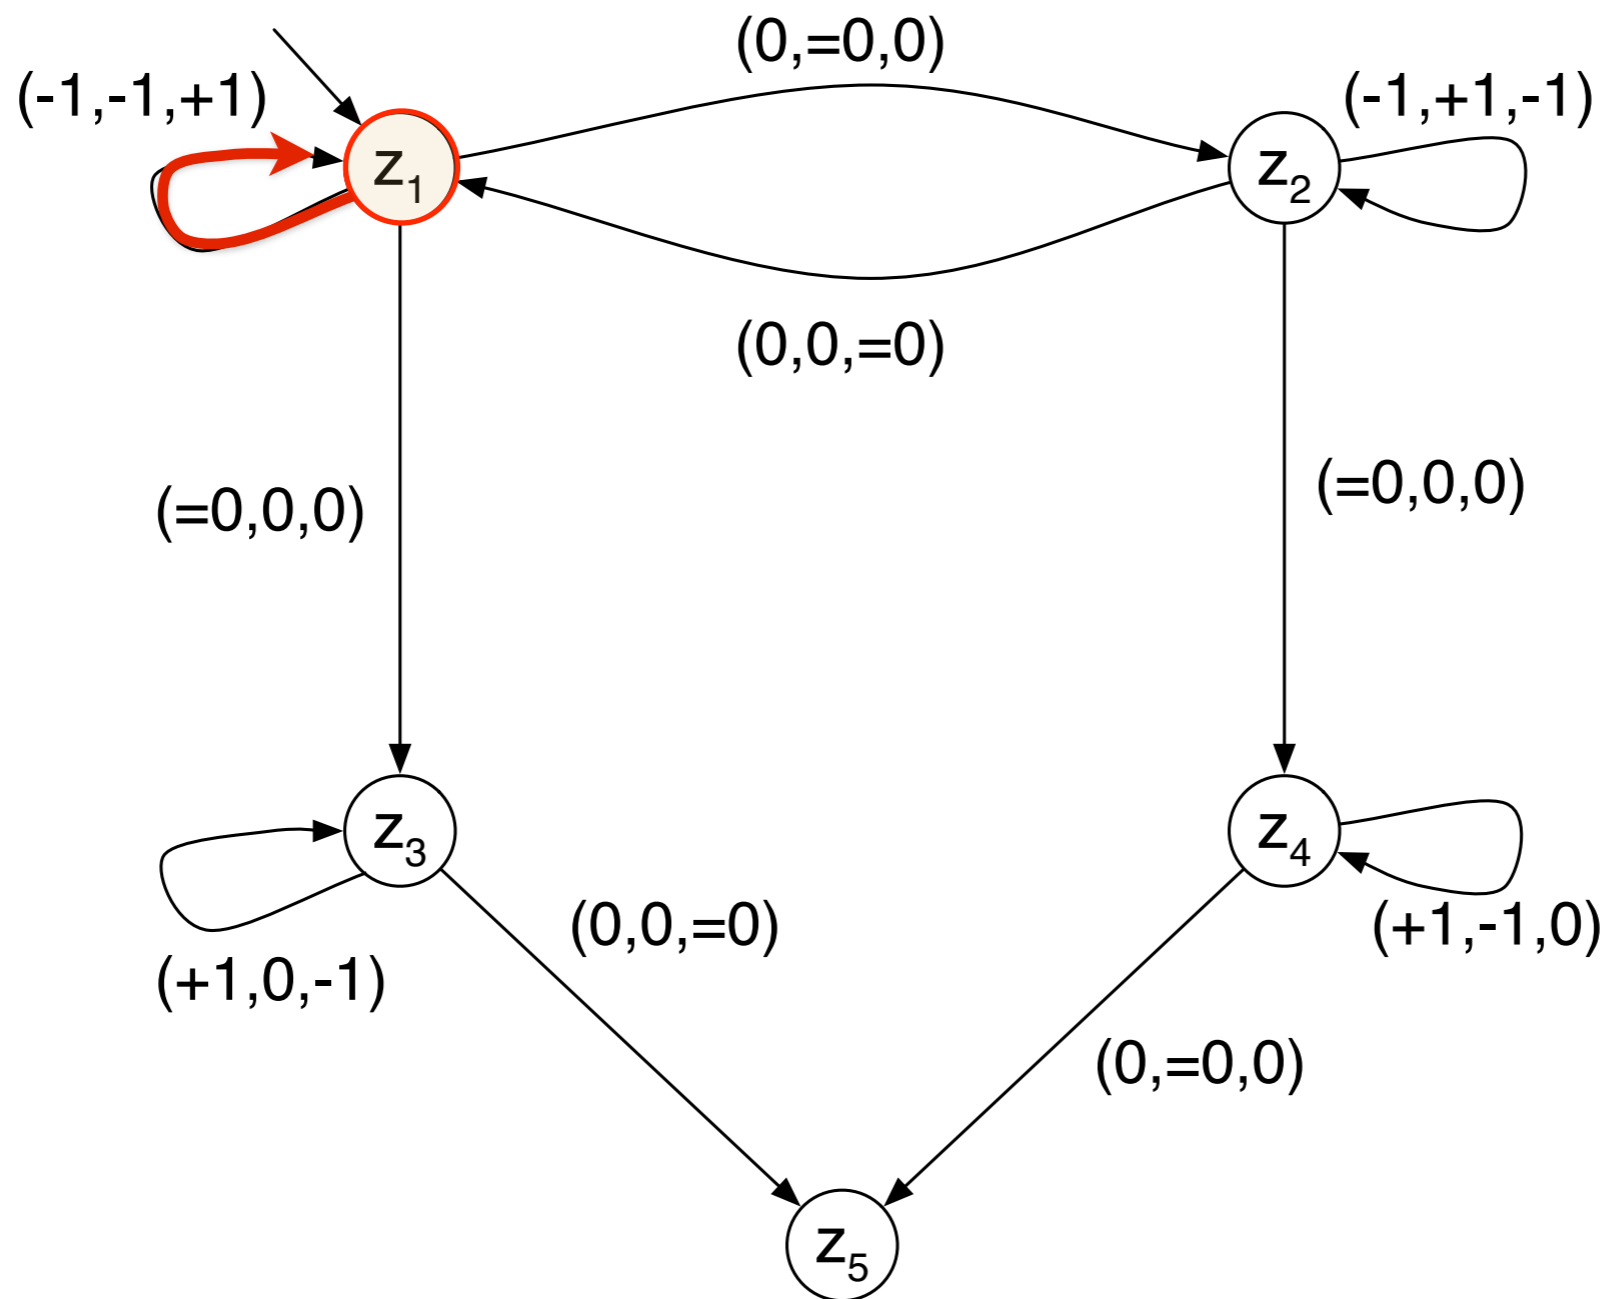 (0,=0,0)
(-1,-1,+1)
(-1,+1,-1)
z1
z2
(0,0,=0)
(=0,0,0)
(=0,0,0)
z3
z4
(0,0,=0)
(+1,-1,0)
(+1,0,-1)
(0,=0,0)
z5